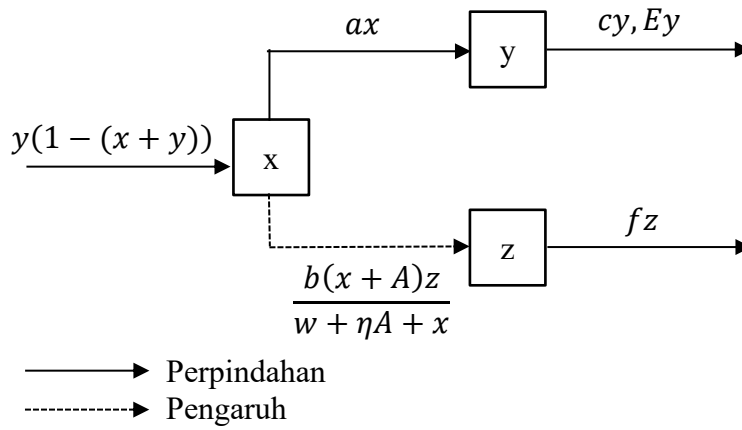 ax
y
cy, Ey
y(1 − (x + y))
x
z
fz
b(x + A)z
w + ηA + x
Perpindahan
Pengaruh